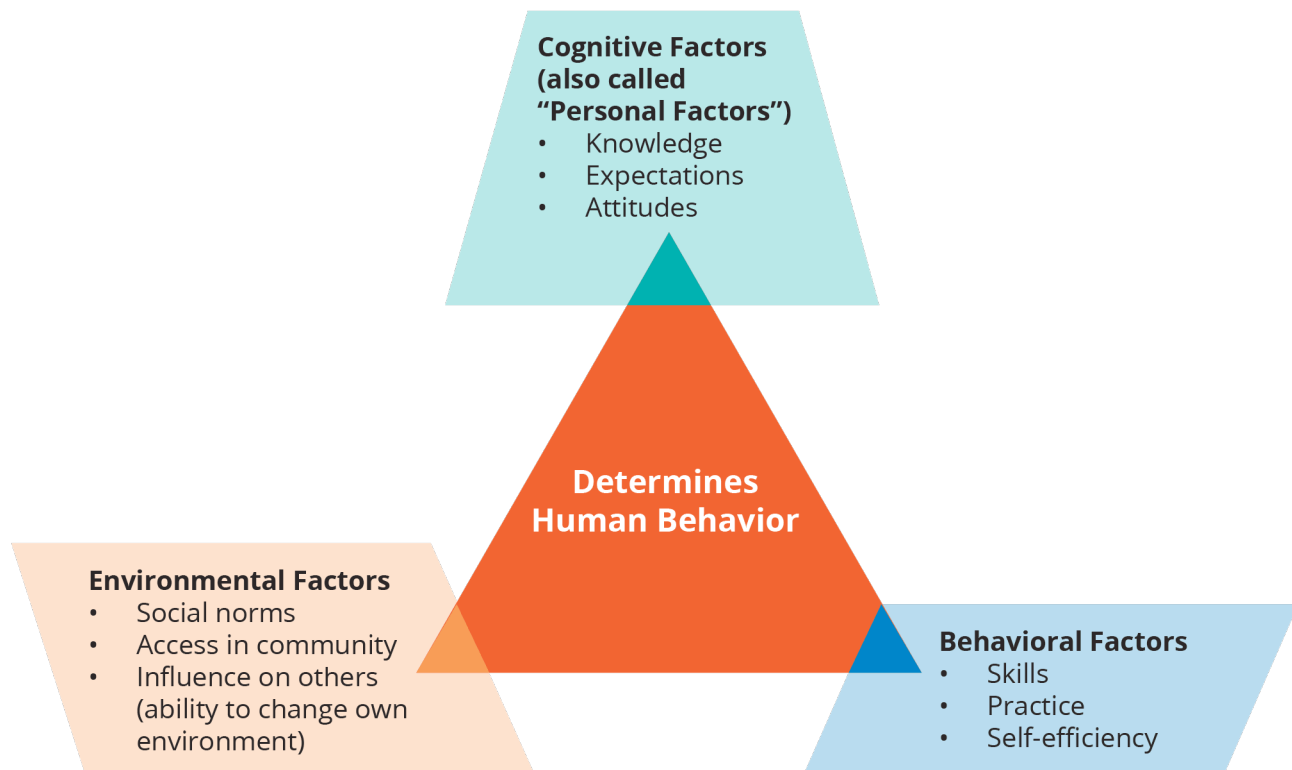 Cognitive Factors
(also called
“Personal Factors”)
• Knowledge
• Expectations
• Attitudes
Determines
Human Behavior
Environmental Factors
• Social norms
• Access in community
• Influence on others
(ability to change own
environment)
Behavioral Factors
• Skills
• Practice
• Self-efficiency